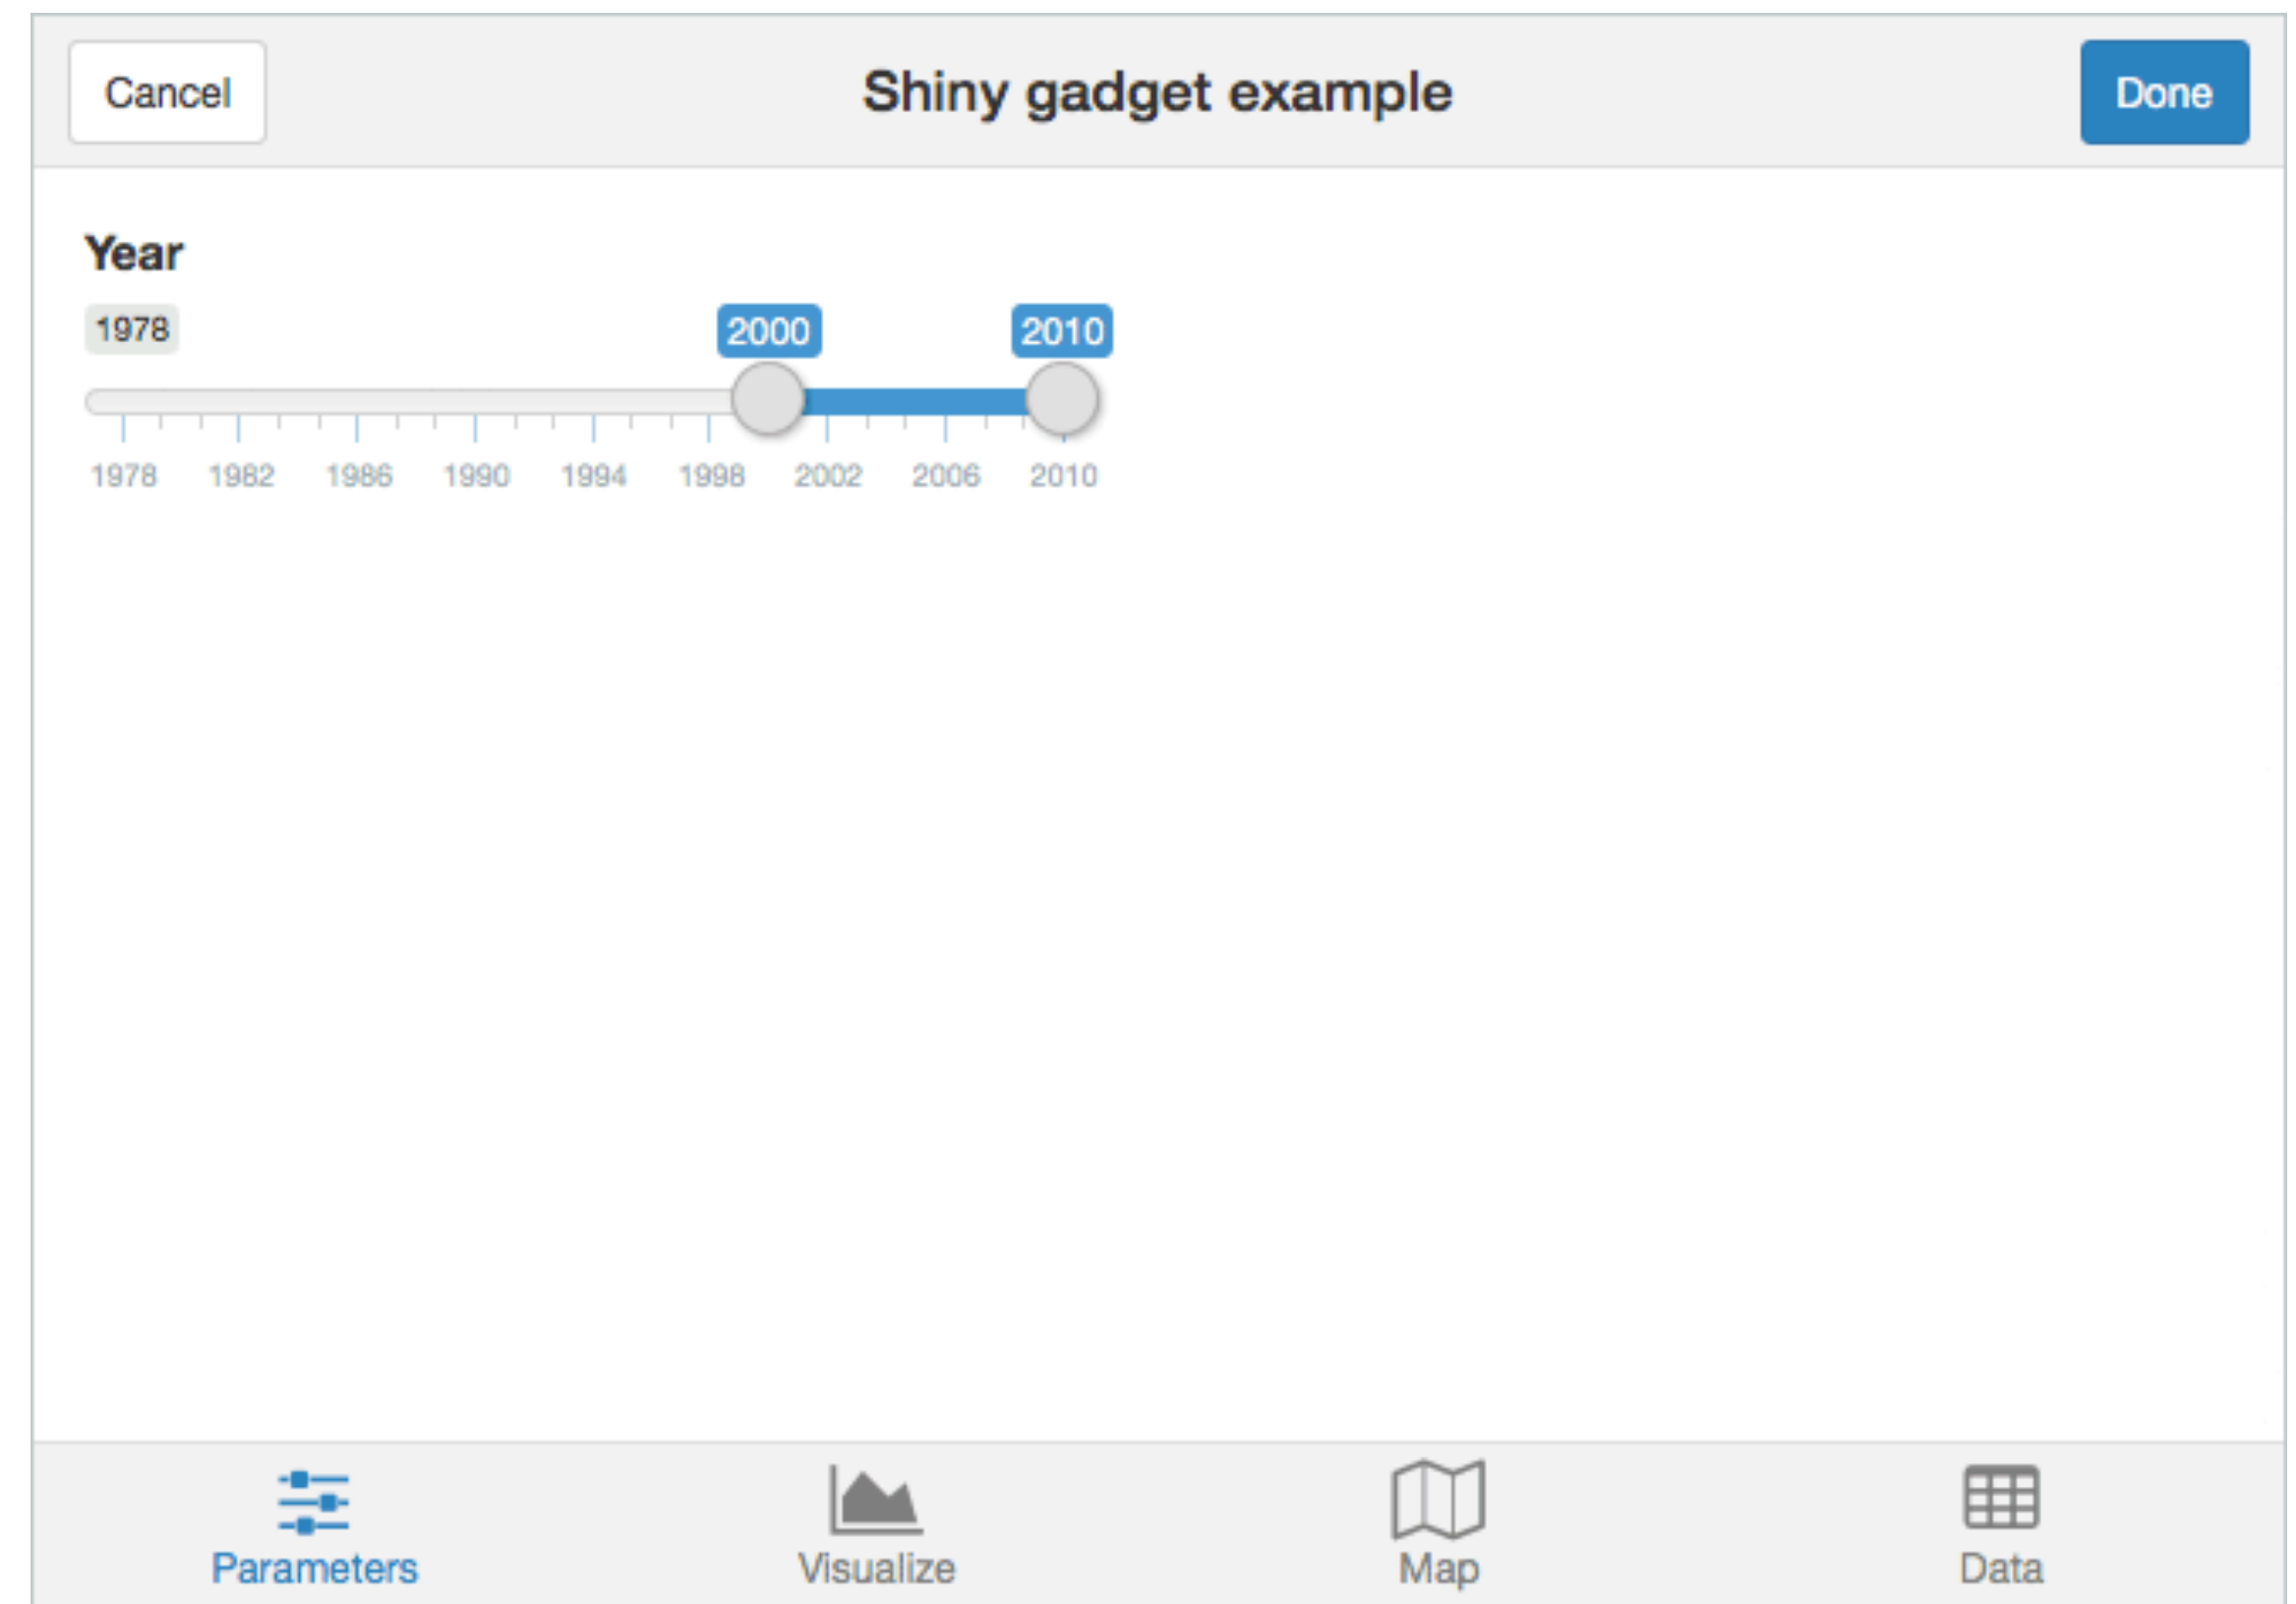 Cancel Shiny gadget example Done
Year
1978 2000 2010
1978 1982 1986 1990 1994 1998 2002 2006 2010
Parameters Visualize Map Data